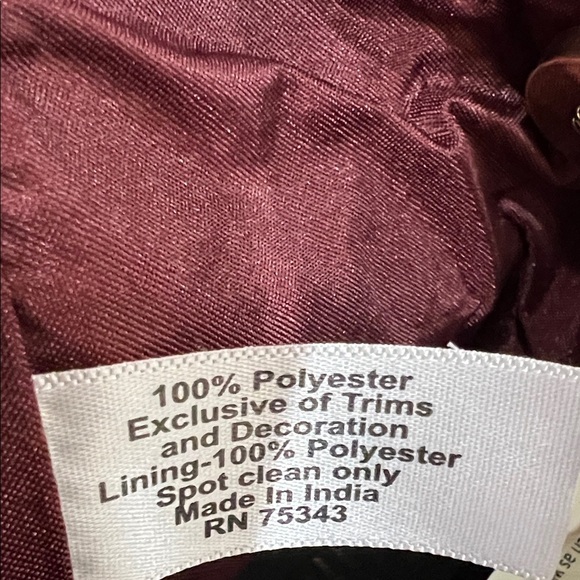 100% Polyester
Exclusive of Trims
and Decoration
Lining-100% Polyester
Spot clean only
Made In India
RN 75343